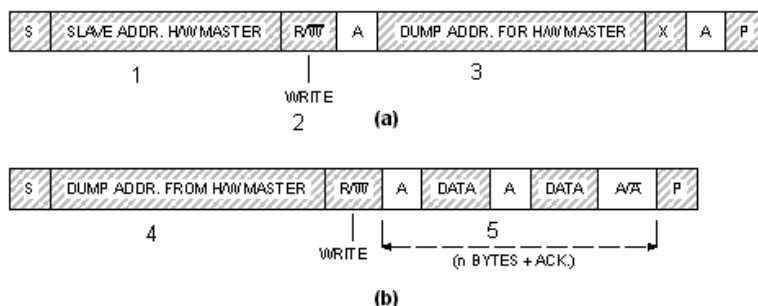 S SLAVE ADDR. H/W MASTER R/W̅ A DUMP ADDR. FOR H/W MASTER X A P
1 3
WRITE
2
(a)
S DUMP ADDR. FROM H/W MASTER R/W̅ A DATA A DATA A/A̅ P
4 5
WRITE
(n BYTES + ACK.)
(b)